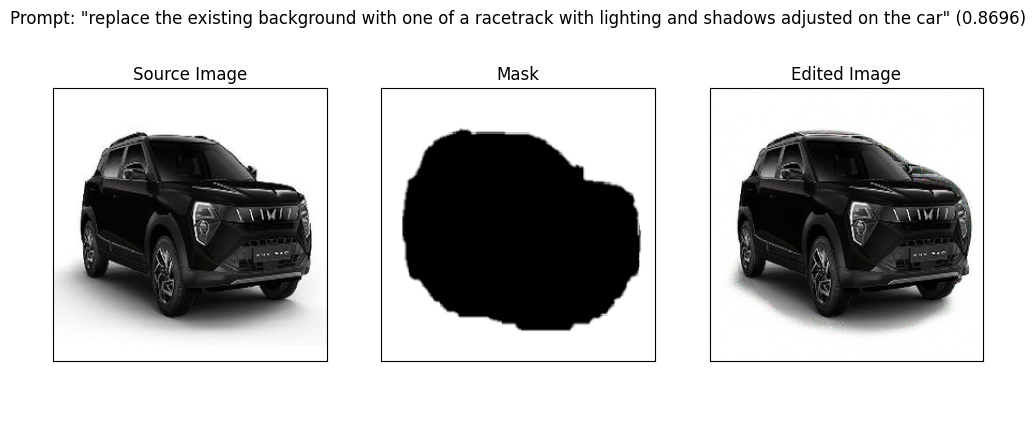 Prompt: "replace the existing background with one of a racetrack with lighting and shadows adjusted on the car" (0.8696)
Source Image
Mask
Edited Image